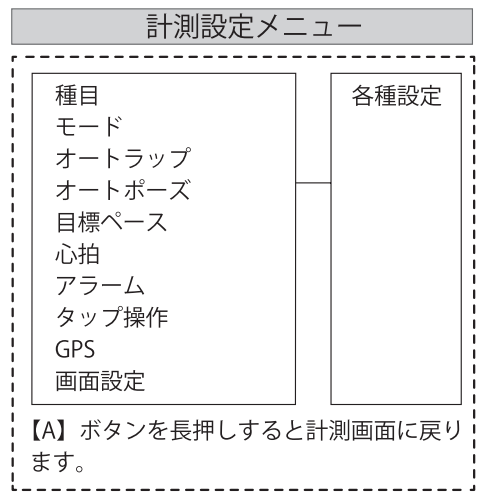 計測設定メニュー
種目
モード
オートラップ
オートポーズ
目標ペース
心拍
アラーム
タップ操作
GPS
画面設定
各種設定
【A】ボタンを長押しすると計測画面に戻り
ます。